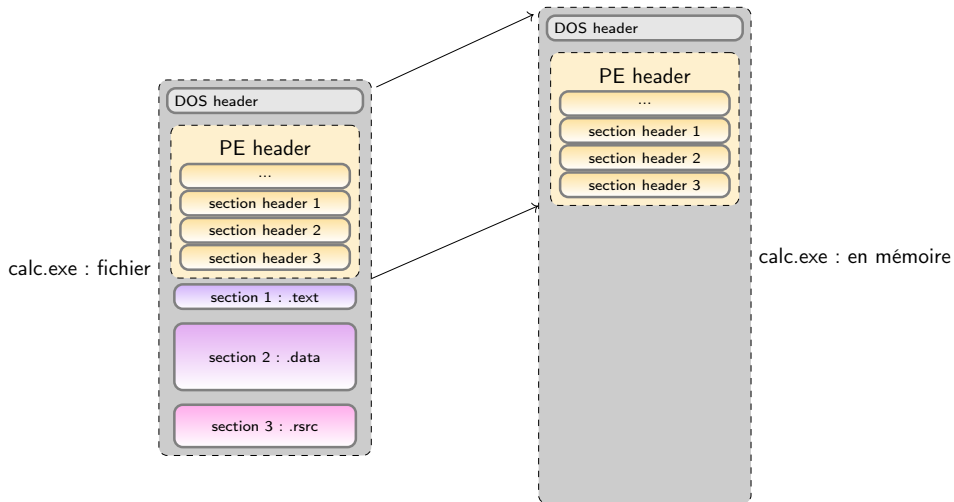 calc.exe : fichier
DOS header
PE header
...
section header 1
section header 2
section header 3
section 1 : .text
section 2 : .data
section 3 : .rsrc
DOS header
PE header
...
section header 1
section header 2
section header 3
calc.exe : en mémoire